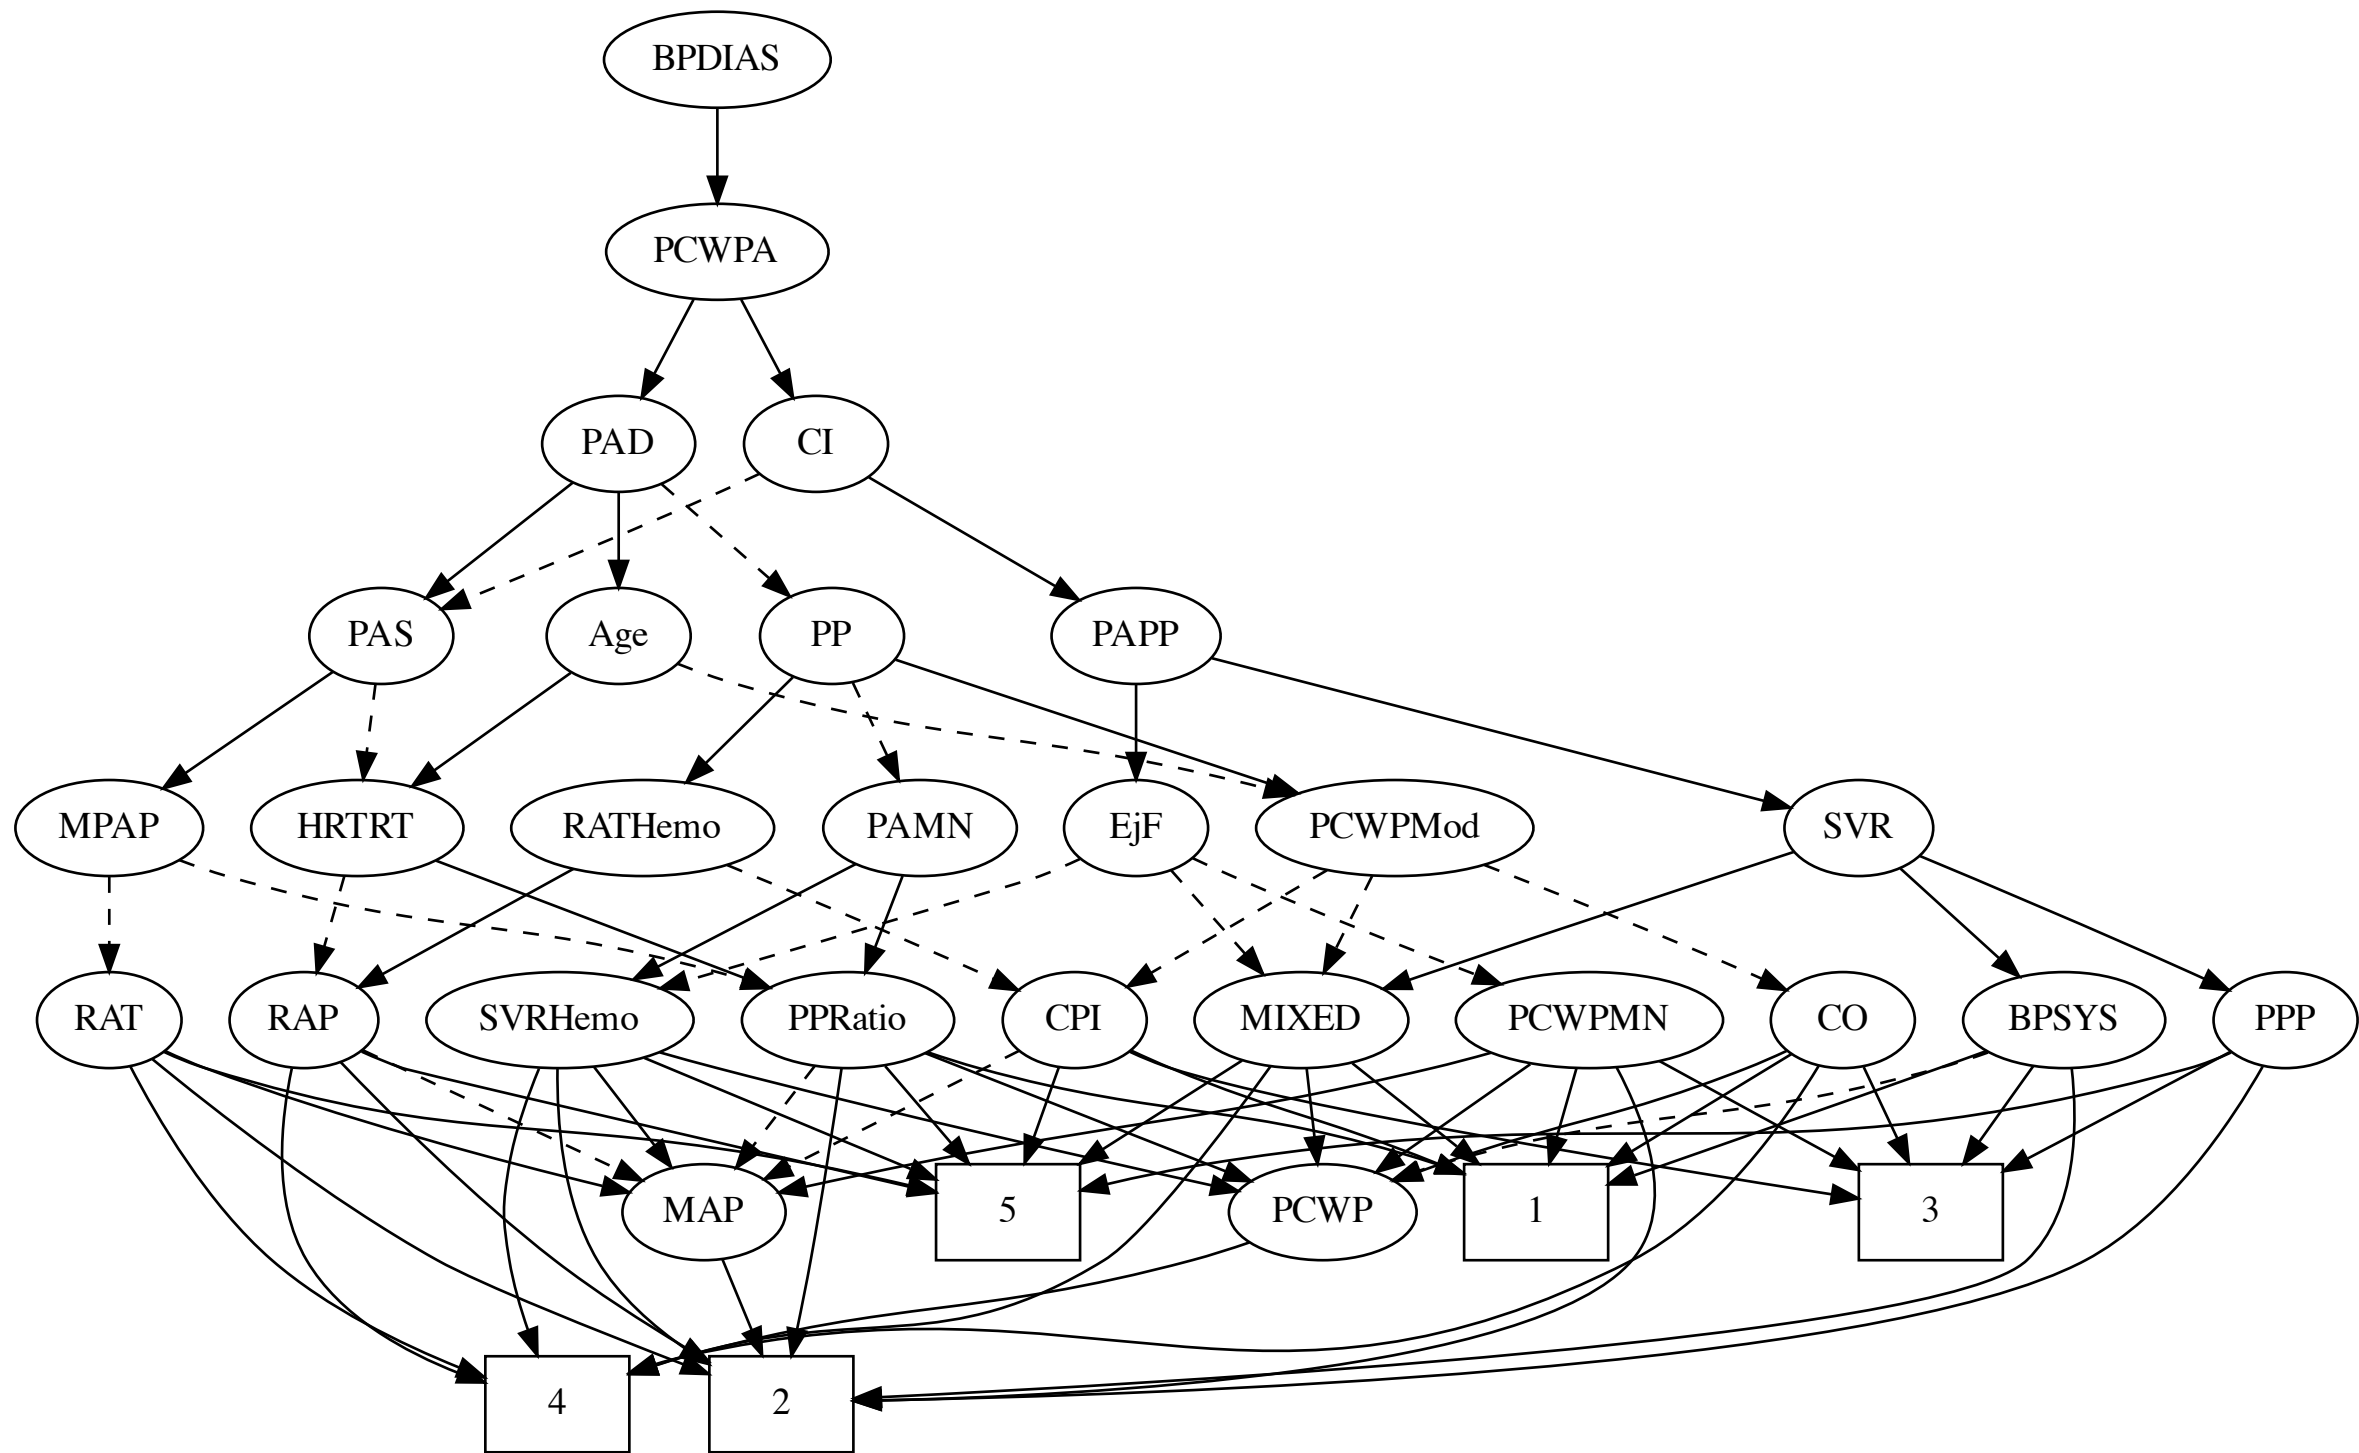 BPDIAS
PCWPA
PAD
CI
PAS
Age
PP
PAPP
MPAP
HRTRT
RATHemo
PAMN
EjF
PCWPMod
SVR
RAT
RAP
SVRHemo
PPRatio
CPI
MIXED
PCWPMN
CO
BPSYS
PPP
MAP
5
PCWP
1
3
4
2